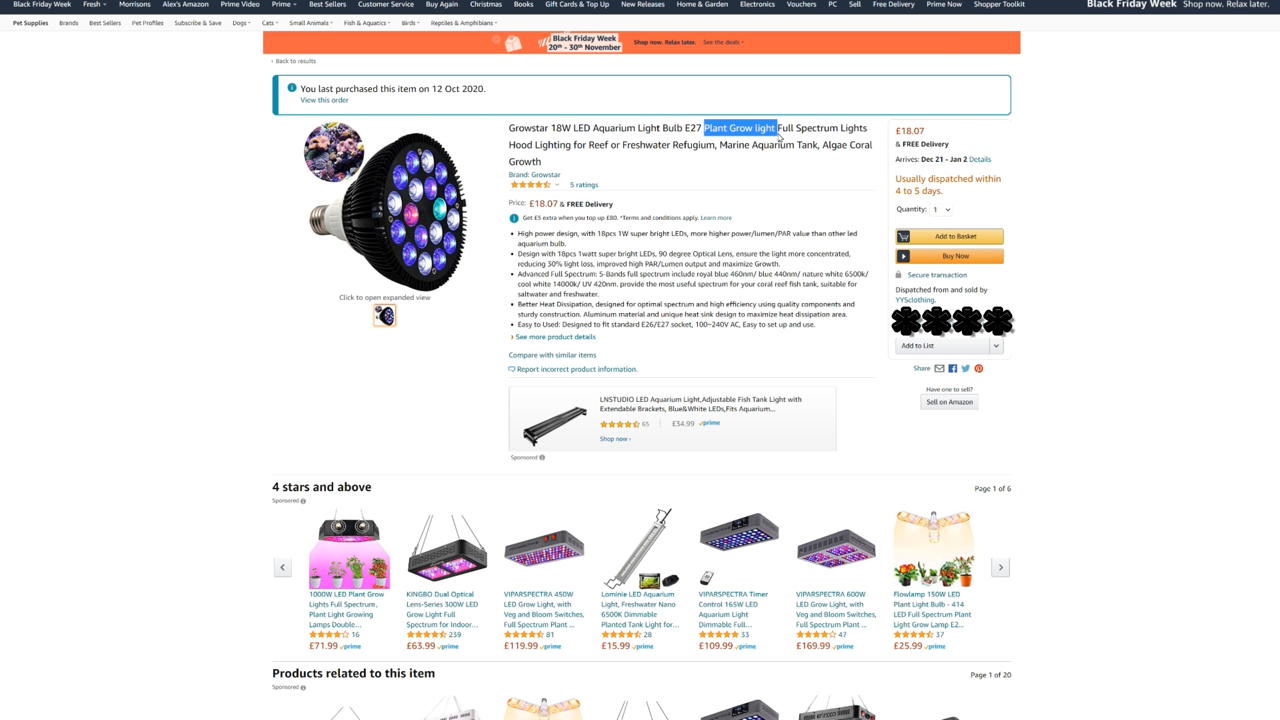 Black Friday Week Fresh Morrisons Alex's Amazon Prime Video Prime Best Sellers Customer Service Buy Again Christmas Books Gift Cards & Top Up New Releases Home & Garden Electronics Vouchers PC Sell Free Delivery Prime Now Shopper Toolkit Black Friday Week Shop now. Relax later.
Pet Supplies Brands Best Sellers Pet Profiles Subscribe & Save Dogs Cats Small Animals Fish & Aquatics Birds Reptiles & Amphibians
Black Friday Week
20th - 30th November
Shop now. Relax later. See the deals ›
‹ Back to results
You last purchased this item on 12 Oct 2020.
View this order
Growstar 18W LED Aquarium Light Bulb E27 Plant Grow light Full Spectrum Lights
Hood Lighting for Reef or Freshwater Refugium, Marine Aquarium Tank, Algae Coral
Growth
Brand: Growstar
5 ratings
Price: £18.07 & FREE Delivery
Get £5 extra when you top up £80. *Terms and conditions apply. Learn more
• High power design, with 18pcs 1W super bright LEDs, more higher power/lumen/PAR value than other led
aquarium bulb.
• Design with 18pcs 1watt super bright LEDs, 90 degree Optical Lens, ensure the light more concentrated,
reducing 30% light loss, improved high PAR/Lumen output and maximize Growth.
• Advanced Full Spectrum: 5-Bands full spectrum include royal blue 460nm/ blue 440nm/ nature white 6500k/
cool white 14000k/ UV 420nm. provide the most useful spectrum for your coral reef fish tank, suitable for
saltwater and freshwater.
• Better Heat Dissipation, designed for optimal spectrum and high efficiency using quality components and
sturdy construction. Aluminum material and unique heat sink design to maximize heat dissipation area.
• Easy to Used: Designed to fit standard E26/E27 socket, 100~240V AC, Easy to set up and use.
› See more product details
Compare with similar items
Report incorrect product information.
Click to open expanded view
£18.07
& FREE Delivery
Arrives: Dec 21 - Jan 2 Details
Usually dispatched within
4 to 5 days.
Quantity: 1
Add to Basket
Buy Now
Secure transaction
Dispatched from and sold by
YYSclothing.
Add to List
Share
Have one to sell?
Sell on Amazon
LNSTUDIO LED Aquarium Light,Adjustable Fish Tank Light with
Extendable Brackets, Blue&White LEDs,Fits Aquarium...
65 £34.99 prime
Shop now ›
Sponsored
4 stars and above
Page 1 of 6
Sponsored
1000W LED Plant Grow
Lights Full Spectrum,
Plant Light Growing
Lamps Double...
16
£71.99 prime
KINGBO Dual Optical
Lens-Series 300W LED
Grow Light Full
Spectrum for Indoor...
239
£63.99 prime
VIPARSPECTRA 450W
LED Grow Light, with
Veg and Bloom Switches,
Full Spectrum Plant ...
81
£119.99 prime
Lominie LED Aquarium
Light, Freshwater Nano
6500K Dimmable
Planted Tank Light for...
28
£15.99 prime
VIPARSPECTRA Timer
Control 165W LED
Aquarium Light
Dimmable Full...
33
£109.99 prime
VIPARSPECTRA 600W
LED Grow Light, with
Veg and Bloom Switches,
Full Spectrum Plant ...
47
£169.99 prime
Flowlamp 150W LED
Plant Light Bulb - 414
LED Full Spectrum Plant
Light Grow Lamp E2...
37
£25.99 prime
Products related to this item
Page 1 of 20
Sponsored